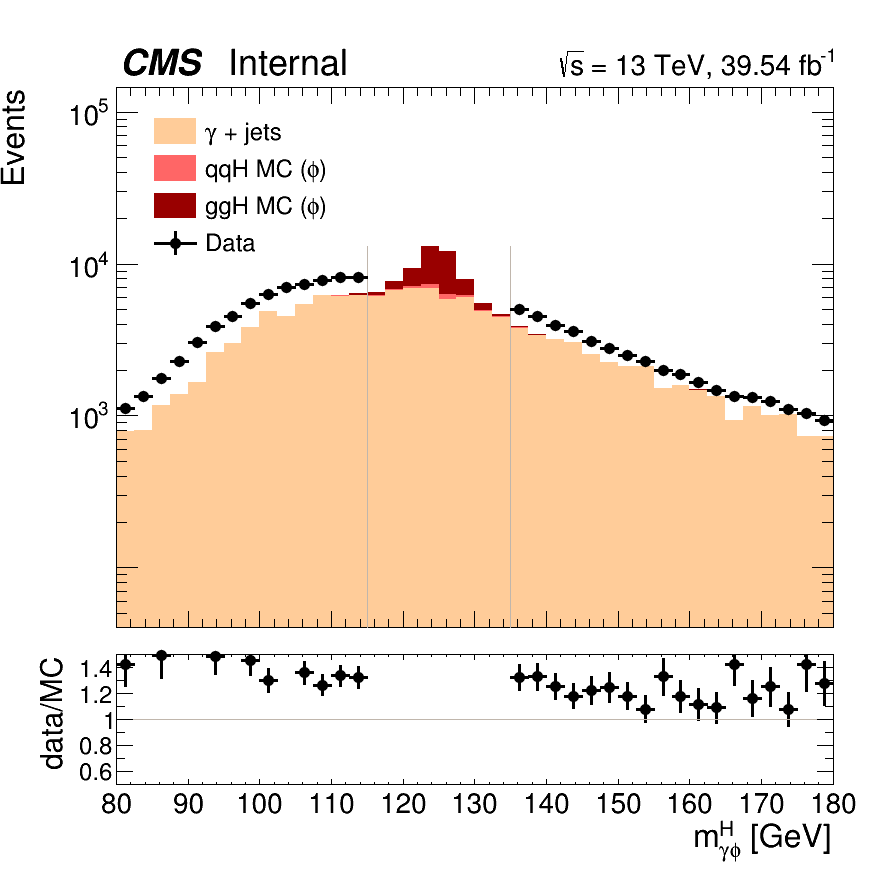 CMS Internal
√s = 13 TeV, 39.54 fb⁻¹
Events
10⁵
10⁴
10³
γ + jets
qqH MC (φ)
ggH MC (φ)
Data
data/MC
1.4
1.2
1
0.8
0.6
80 90 100 110 120 130 140 150 160 170 180
m^H_γφ [GeV]